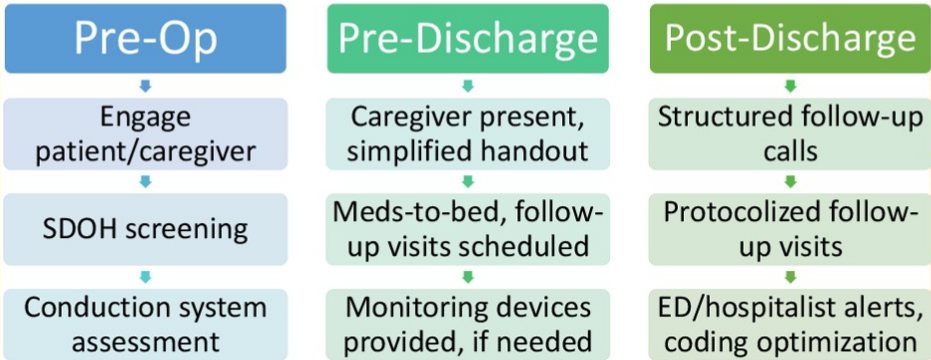 Pre-Op
Engage
patient/caregiver
SDOH screening
Conduction system
assessment
Pre-Discharge
Caregiver present,
simplified handout
Meds-to-bed, follow-
up visits scheduled
Monitoring devices
provided, if needed
Post-Discharge
Structured follow-up
calls
Protocolized follow-
up visits
ED/hospitalist alerts,
coding optimization